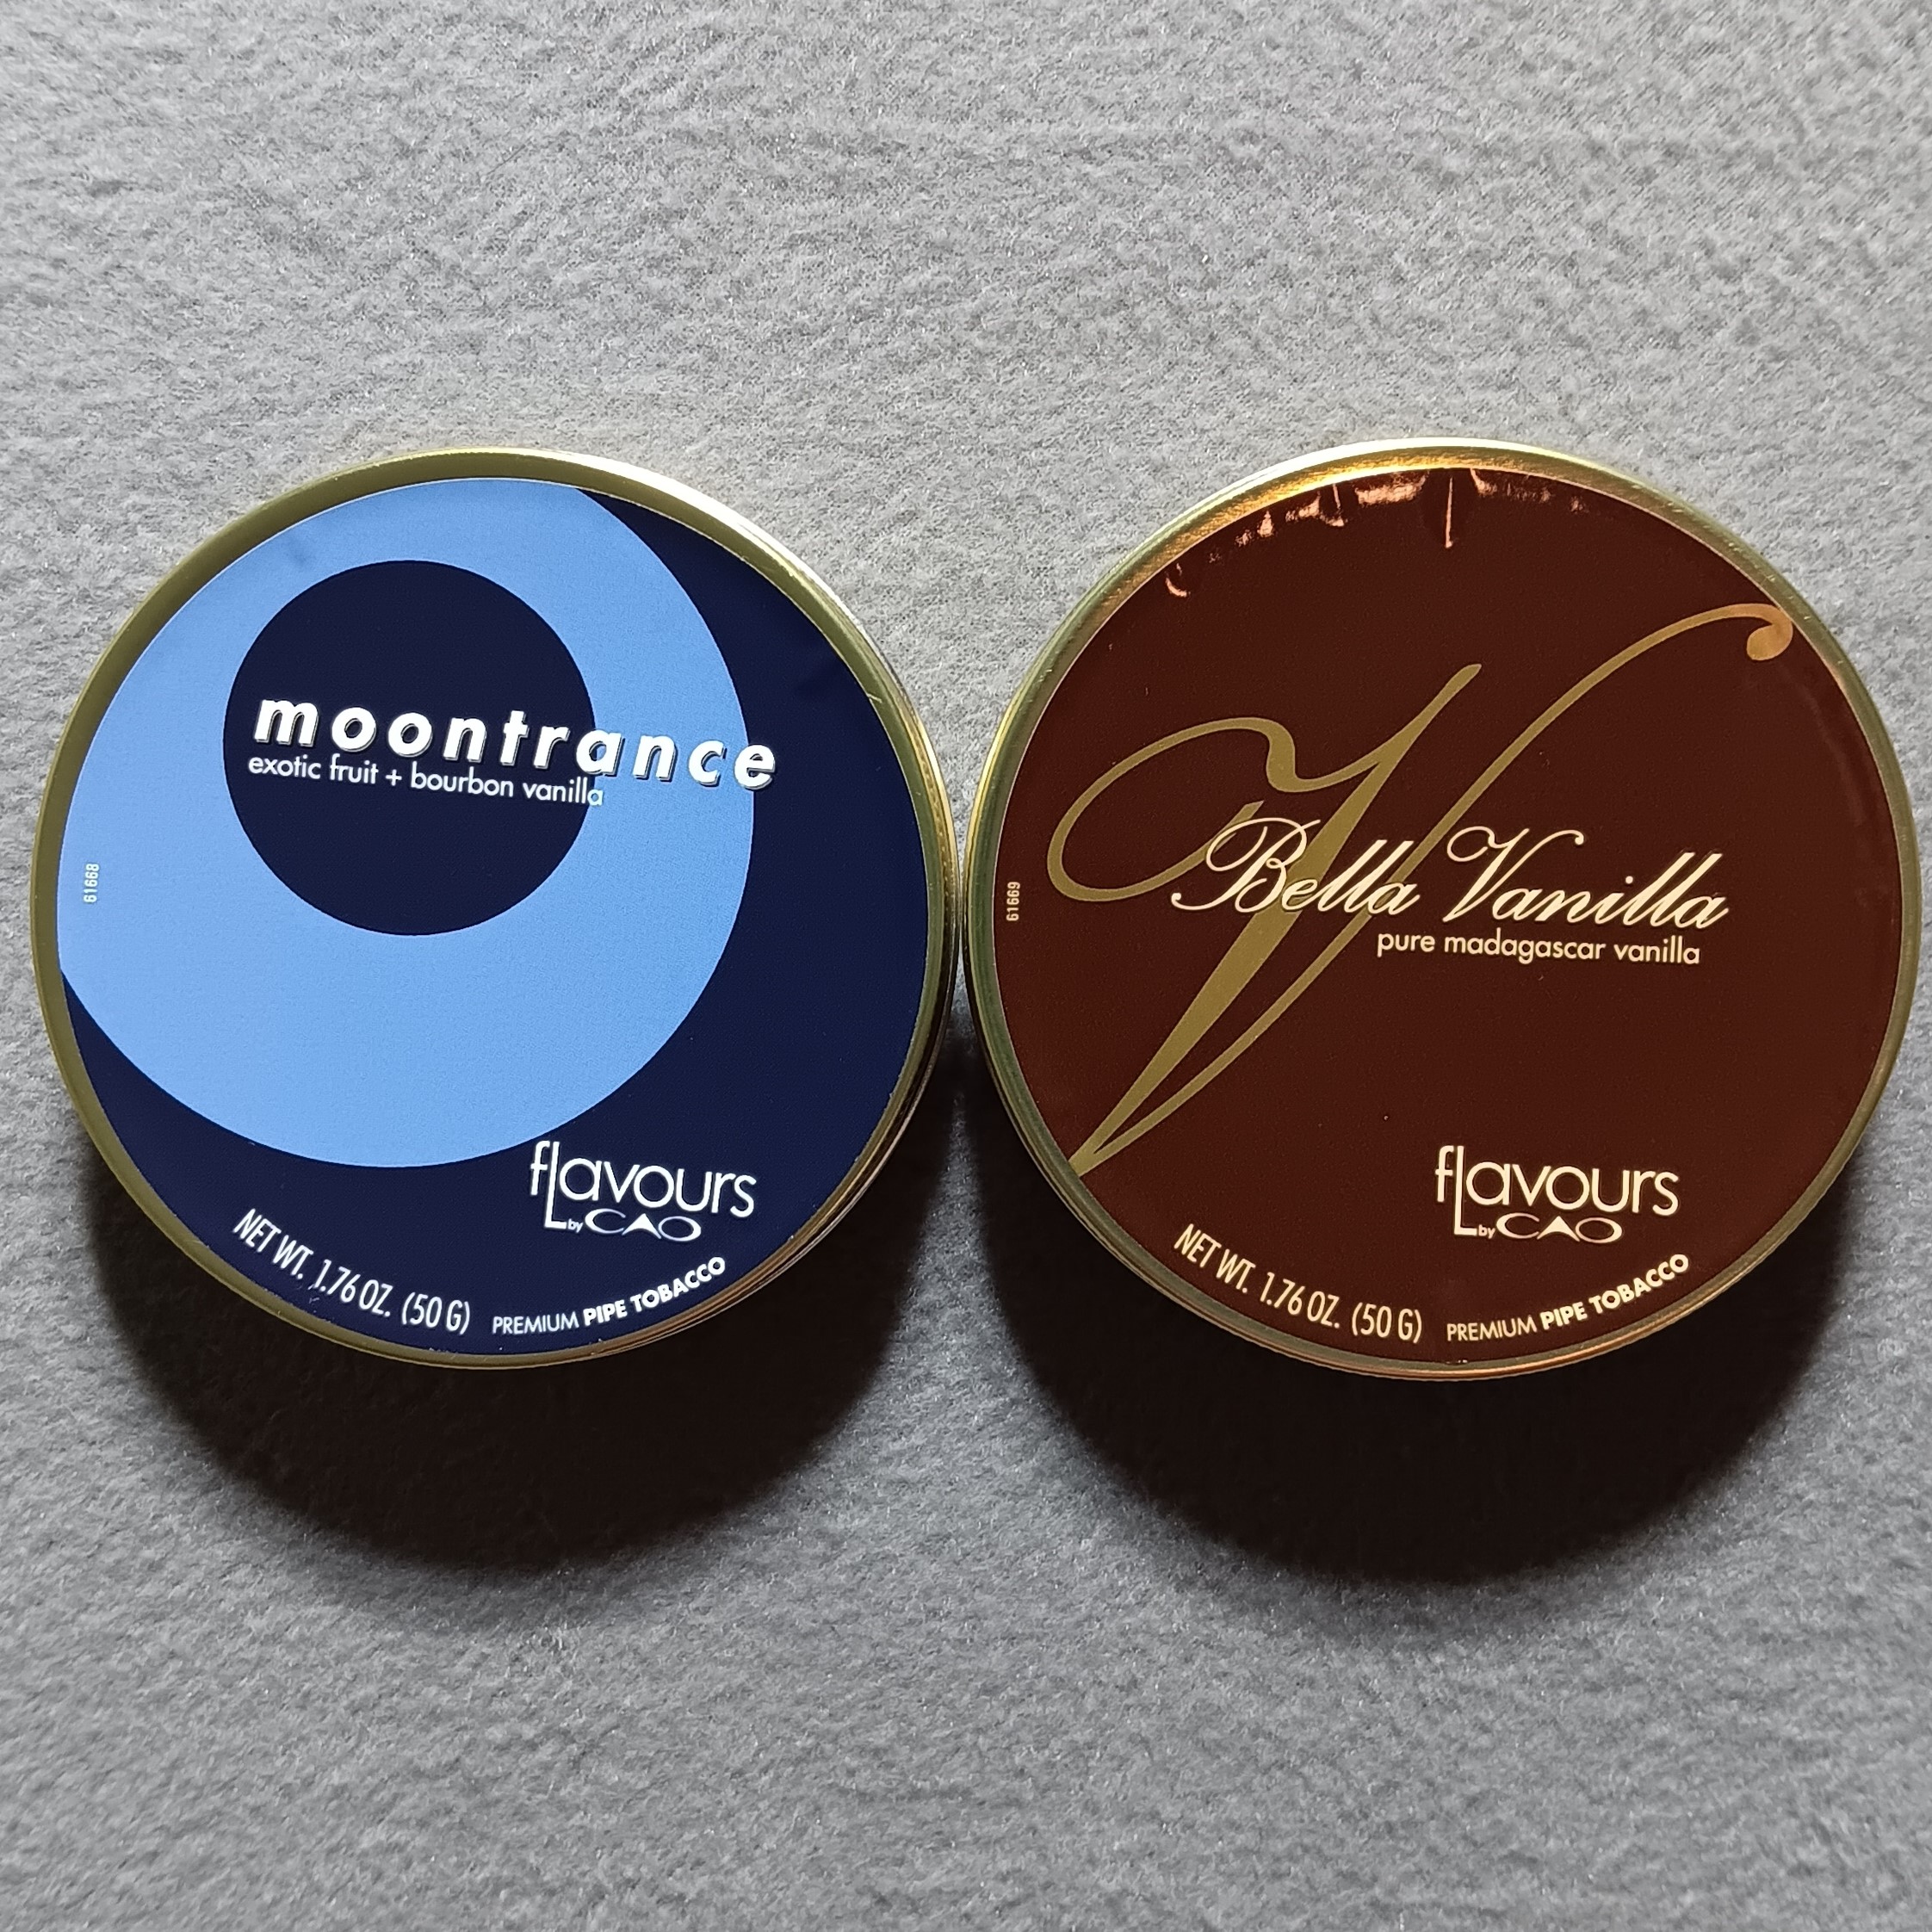 moontrance
exotic fruit + bourbon vanilla
61668
flavours
by CAO
NET WT. 1.76 OZ. (50 G) PREMIUM PIPE TOBACCO
V
Bella Vanilla
pure madagascar vanilla
61669
flavours
by CAO
NET WT. 1.76 OZ. (50 G) PREMIUM PIPE TOBACCO